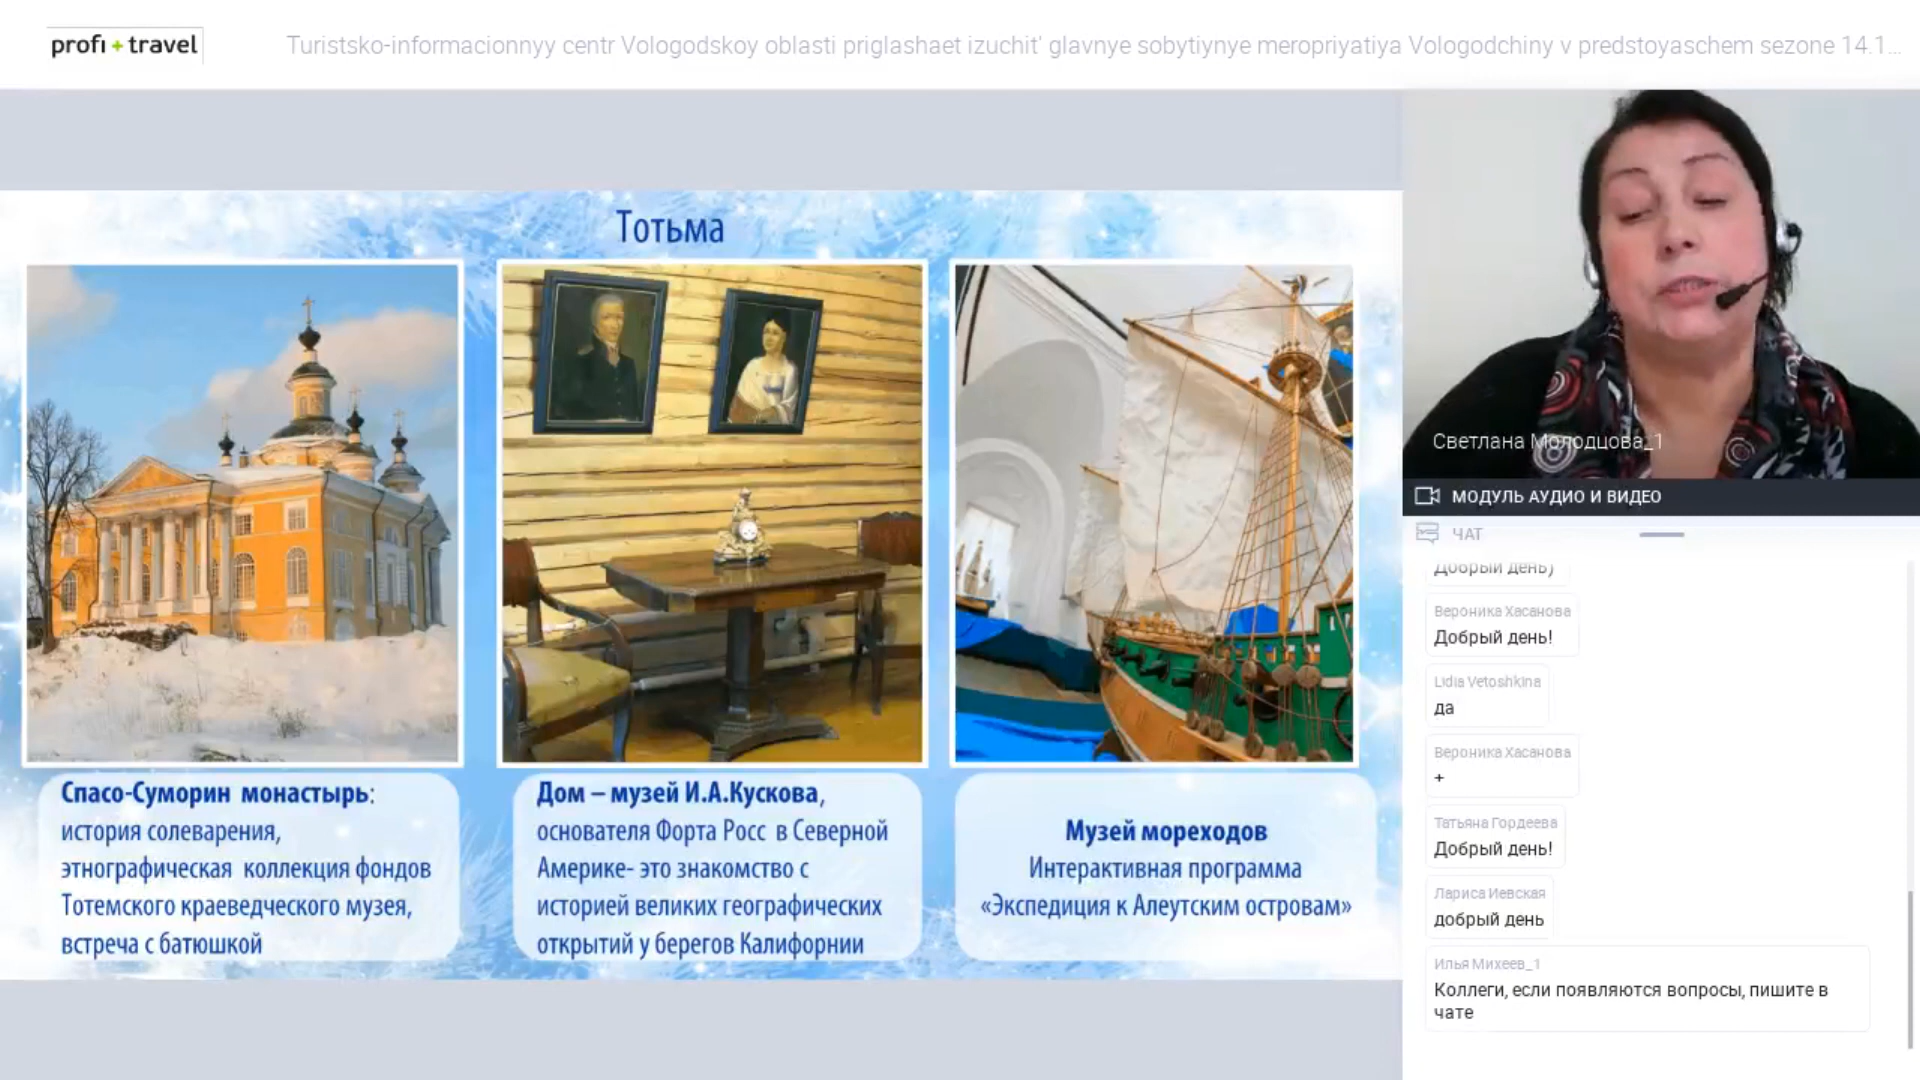 profi + travel
Turistsko-informacionnyy centr Vologodskoy oblasti priglashaet izuchit' glavnye sobytiynye meropriyatiya Vologodchiny v predstoyaschem sezone 14.1...
Тотьма
Спасо-Суморин монастырь:
история солеварения,
этнографическая коллекция фондов
Тотемского краеведческого музея,
встреча с батюшкой
Дом – музей И.А.Кускова,
основателя Форта Росс в Северной
Америке- это знакомство с
историей великих географических
открытий у берегов Калифорнии
Музей мореходов
Интерактивная программа
«Экспедиция к Алеутским островам»
Светлана Молодцова_1
МОДУЛЬ АУДИО И ВИДЕО
ЧАТ
Добрый день)
Вероника Хасанова
Добрый день!
Lidia Vetoshkina
да
Вероника Хасанова
+
Татьяна Гордеева
Добрый день!
Лариса Иевская
добрый день
Илья Михеев_1
Коллеги, если появляются вопросы, пишите в
чате